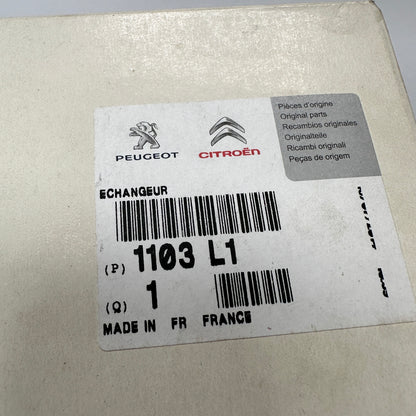 PEUGEOT
CITROËN
Pièces d'origine
Original parts
Recambios originales
Originalteile
Ricambi originali
Peças de origem
ECHANGEUR
(P) 1103 L1
(Q) 1
MADE IN FR FRANCE